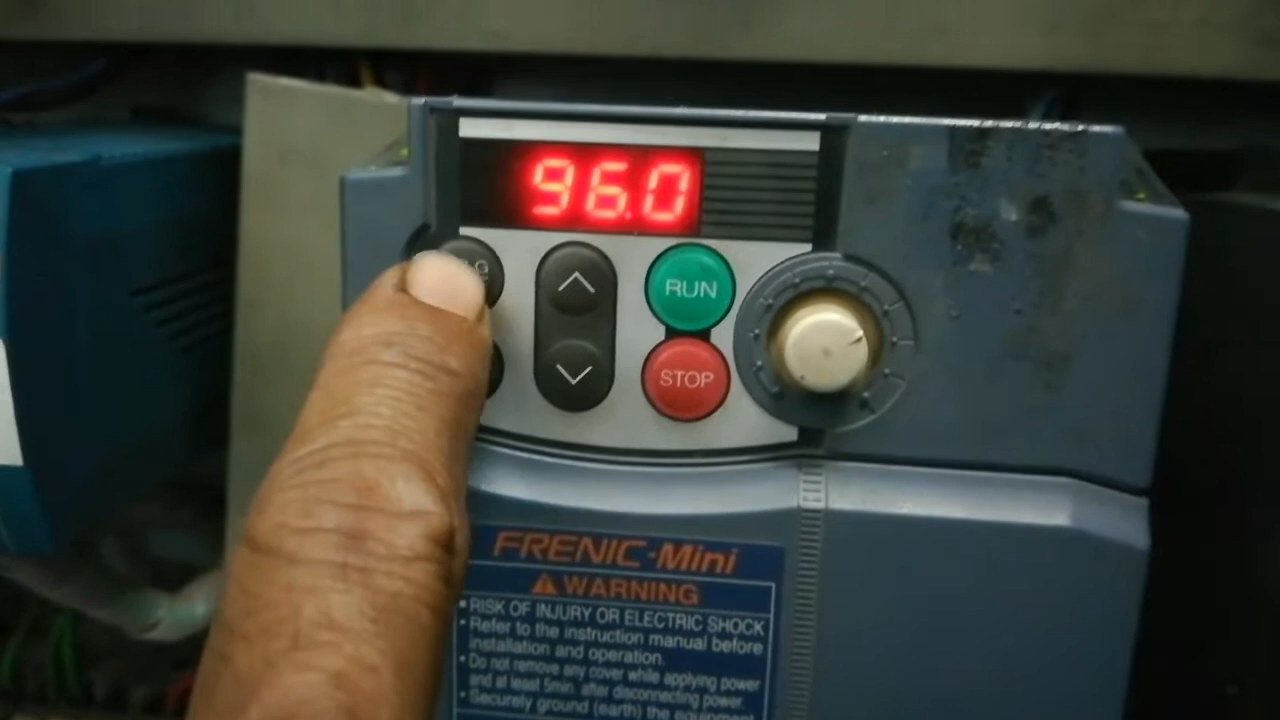 96.0
RUN
STOP
FRENIC-Mini
WARNING
• RISK OF INJURY OR ELECTRIC SHOCK
• Refer to the instruction manual before
installation and operation.
• Do not remove any cover while applying power
and at least 5min. after disconnecting power.
• Securely ground (earth) the equipment